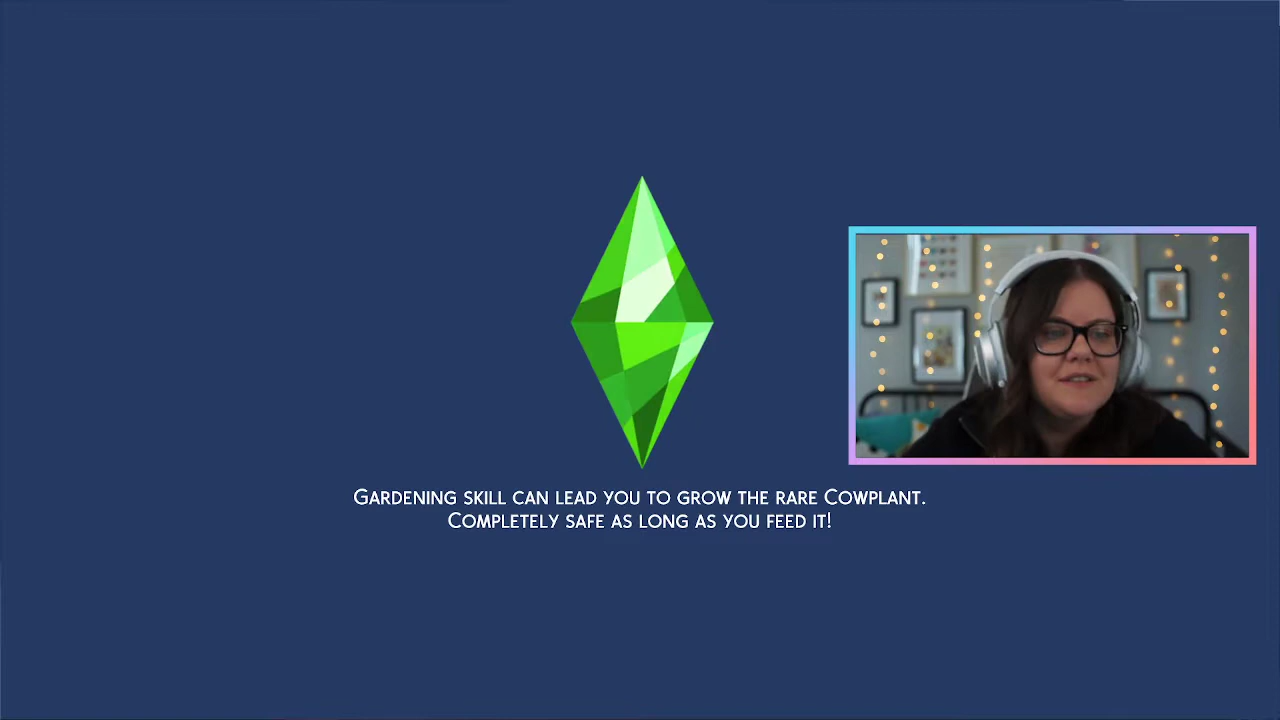 Gardening skill can lead you to grow the rare Cowplant.
Completely safe as long as you feed it!